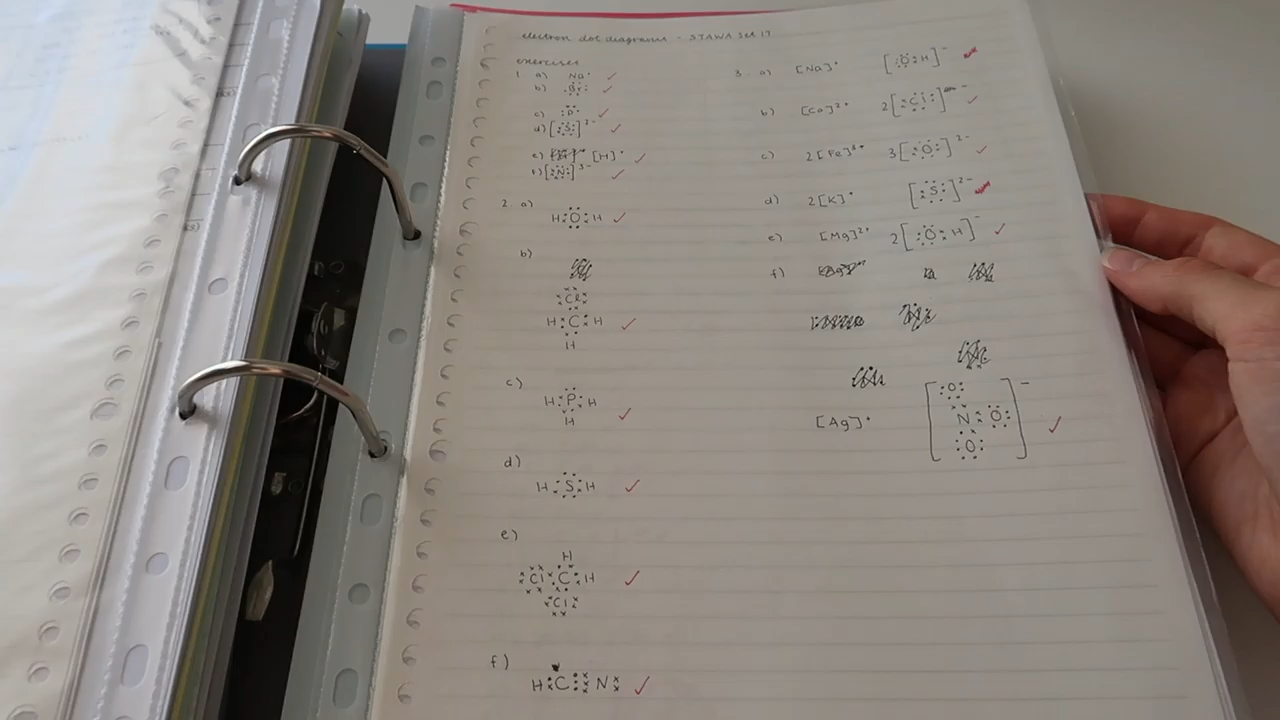 electron dot diagrams - STAWA Set 17
exercises
1. a) Na•
b) Br
c) P
d) [S]²⁻
e) [H]⁺
f) [N]³⁻
2. a)
H O H
b)
Cl
H C H
H
c)
H P H
H
d)
H S H
e)
H
Cl C H
Cl
f)
H C N
3. a) [Na]⁺ [O H]⁻
b) [Ca]²⁺ 2[Cl]⁻
c) 2[Fe]³⁺ 3[O]²⁻
d) 2[K]⁺ [S]²⁻
e) [Mg]²⁺ 2[O H]⁻
f)
[Ag]⁺
O
N O
O